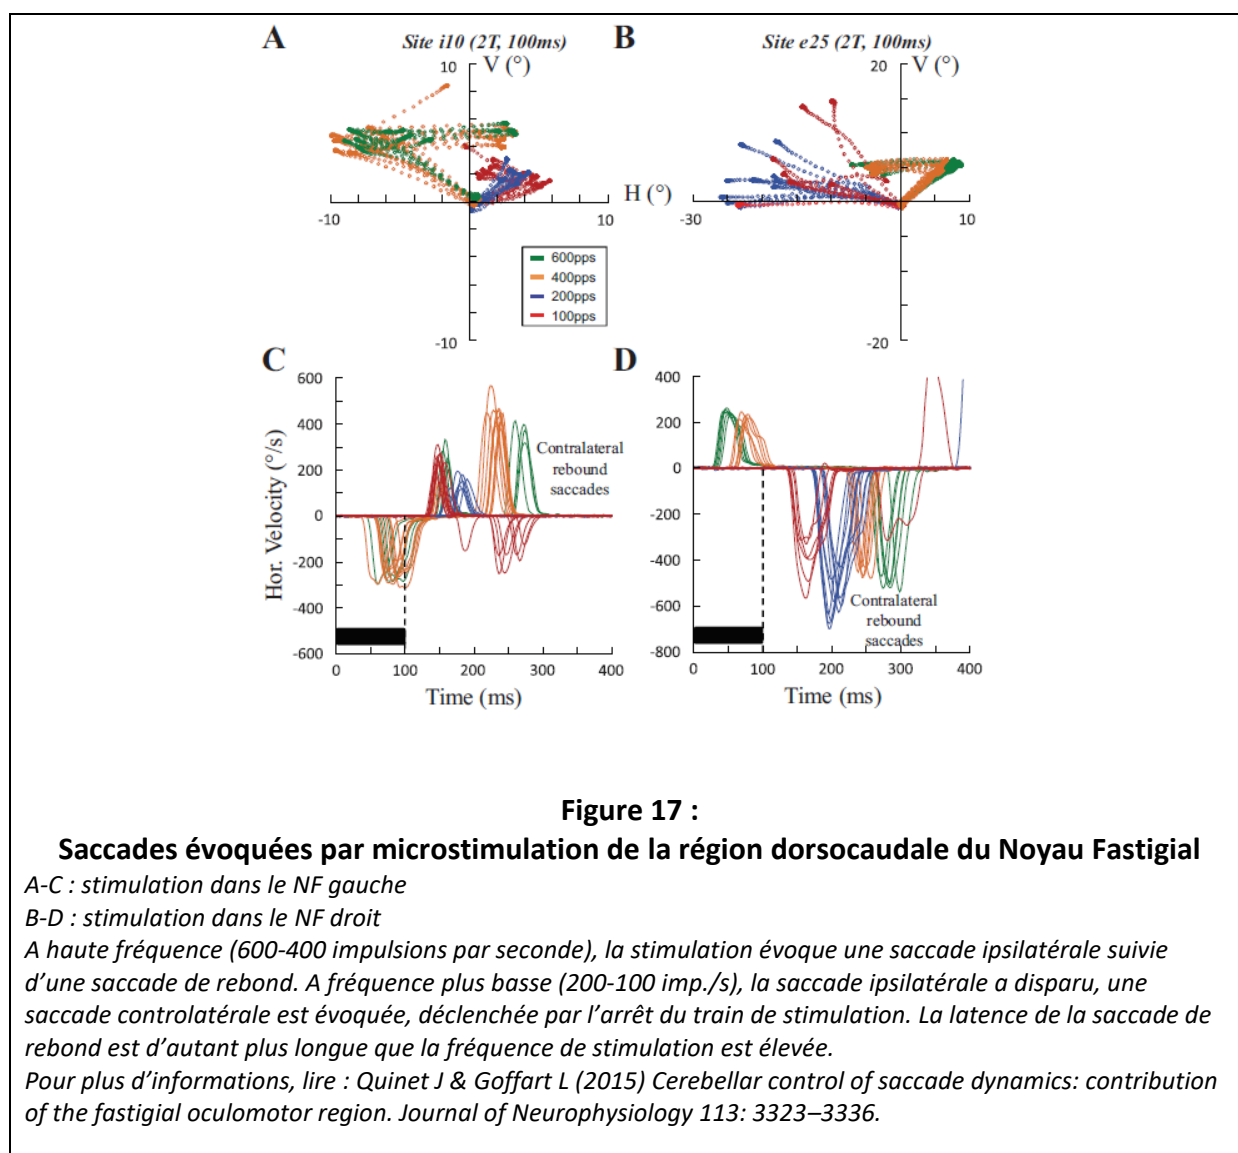 A
Site i10 (2T, 100ms)
B
Site e25 (2T, 100ms)
10
V (°)
20
V (°)
H (°)
-10
10
-30
10
600pps
400pps
200pps
100pps
-10
-20
C
D
600
400
200
0
-200
-400
-600
Hor. Velocity (°/s)
Contralateral
rebound
saccades
0
100
200
300
400
Time (ms)
400
200
0
-200
-400
-600
-800
Contralateral
rebound
saccades
0
100
200
300
400
Time (ms)
Figure 17 :
Saccades évoquées par microstimulation de la région dorsocaudale du Noyau Fastigial
A-C : stimulation dans le NF gauche
B-D : stimulation dans le NF droit
A haute fréquence (600-400 impulsions par seconde), la stimulation évoque une saccade ipsilatérale suivie
d’une saccade de rebond. A fréquence plus basse (200-100 imp./s), la saccade ipsilatérale a disparu, une
saccade controlatérale est évoquée, déclenchée par l’arrêt du train de stimulation. La latence de la saccade de
rebond est d’autant plus longue que la fréquence de stimulation est élevée.
Pour plus d’informations, lire : Quinet J & Goffart L (2015) Cerebellar control of saccade dynamics: contribution
of the fastigial oculomotor region. Journal of Neurophysiology 113: 3323–3336.